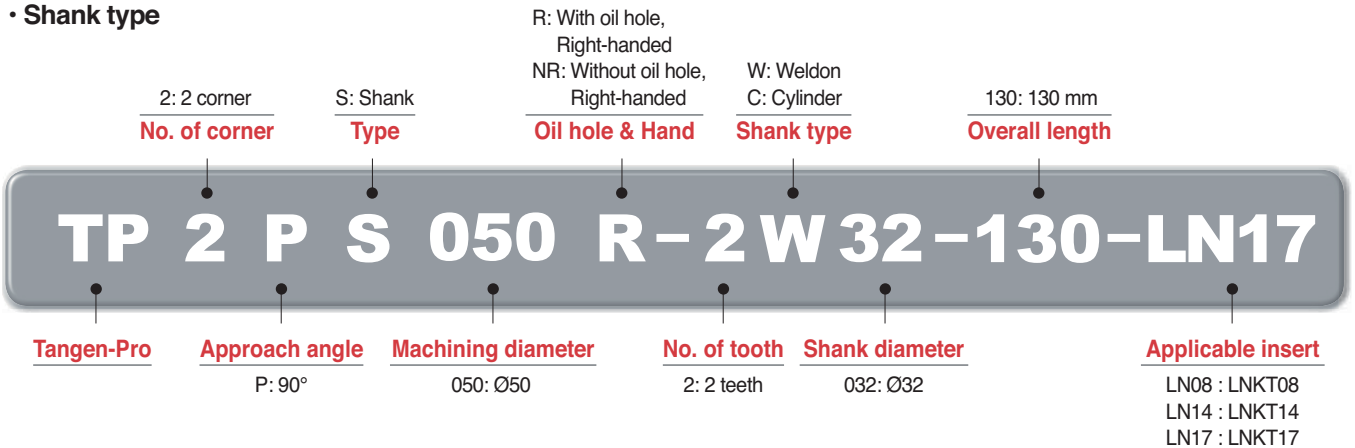 · Shank type
2: 2 corner
No. of corner
S: Shank
Type
R: With oil hole,
Right-handed
NR: Without oil hole,
Right-handed
Oil hole & Hand
W: Weldon
C: Cylinder
Shank type
130: 130 mm
Overall length
TP 2 P S 050 R-2 W 32-130-LN17
Tangen-Pro
Approach angle
P: 90°
Machining diameter
050: Ø50
No. of tooth
2: 2 teeth
Shank diameter
032: Ø32
Applicable insert
LN08 : LNKT08
LN14 : LNKT14
LN17 : LNKT17